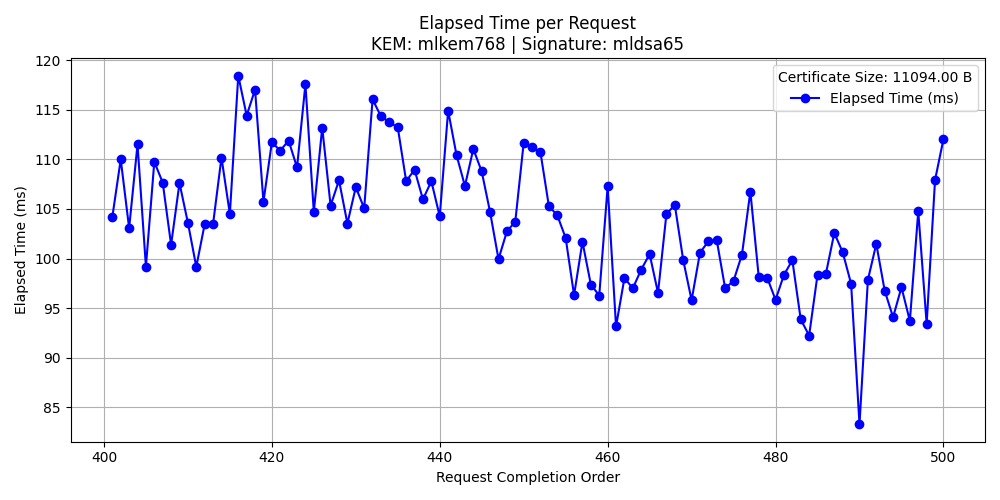 Elapsed Time per Request
KEM: mlkem768 | Signature: mldsa65
Certificate Size: 11094.00 B
Elapsed Time (ms)
Elapsed Time (ms)
120
115
110
105
100
95
90
85
400 420 440 460 480 500
Request Completion Order